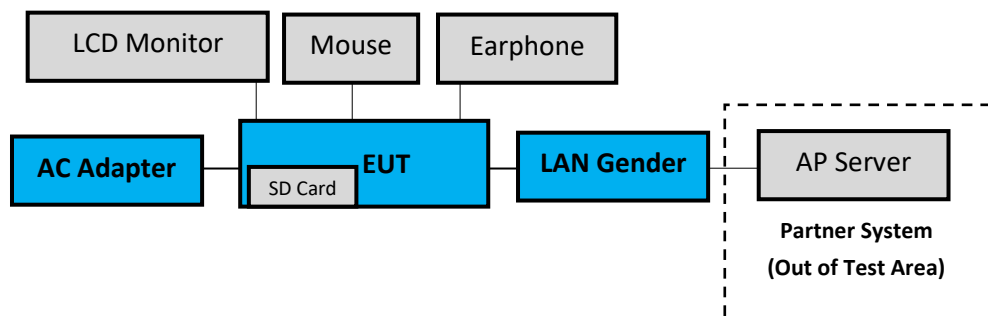 LCD Monitor
Mouse
Earphone
AC Adapter
EUT
SD Card
LAN Gender
AP Server
Partner System
(Out of Test Area)